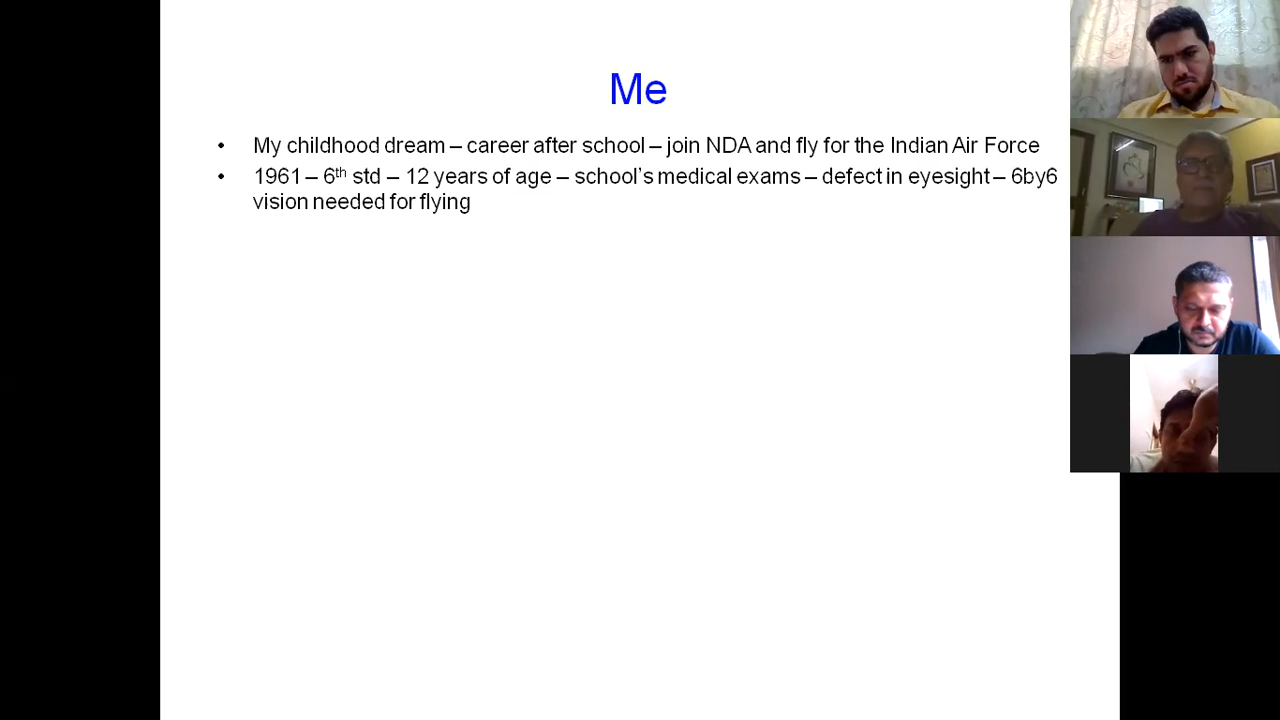 Me
• My childhood dream – career after school – join NDA and fly for the Indian Air Force
• 1961 – 6th std – 12 years of age – school's medical exams – defect in eyesight – 6by6
vision needed for flying